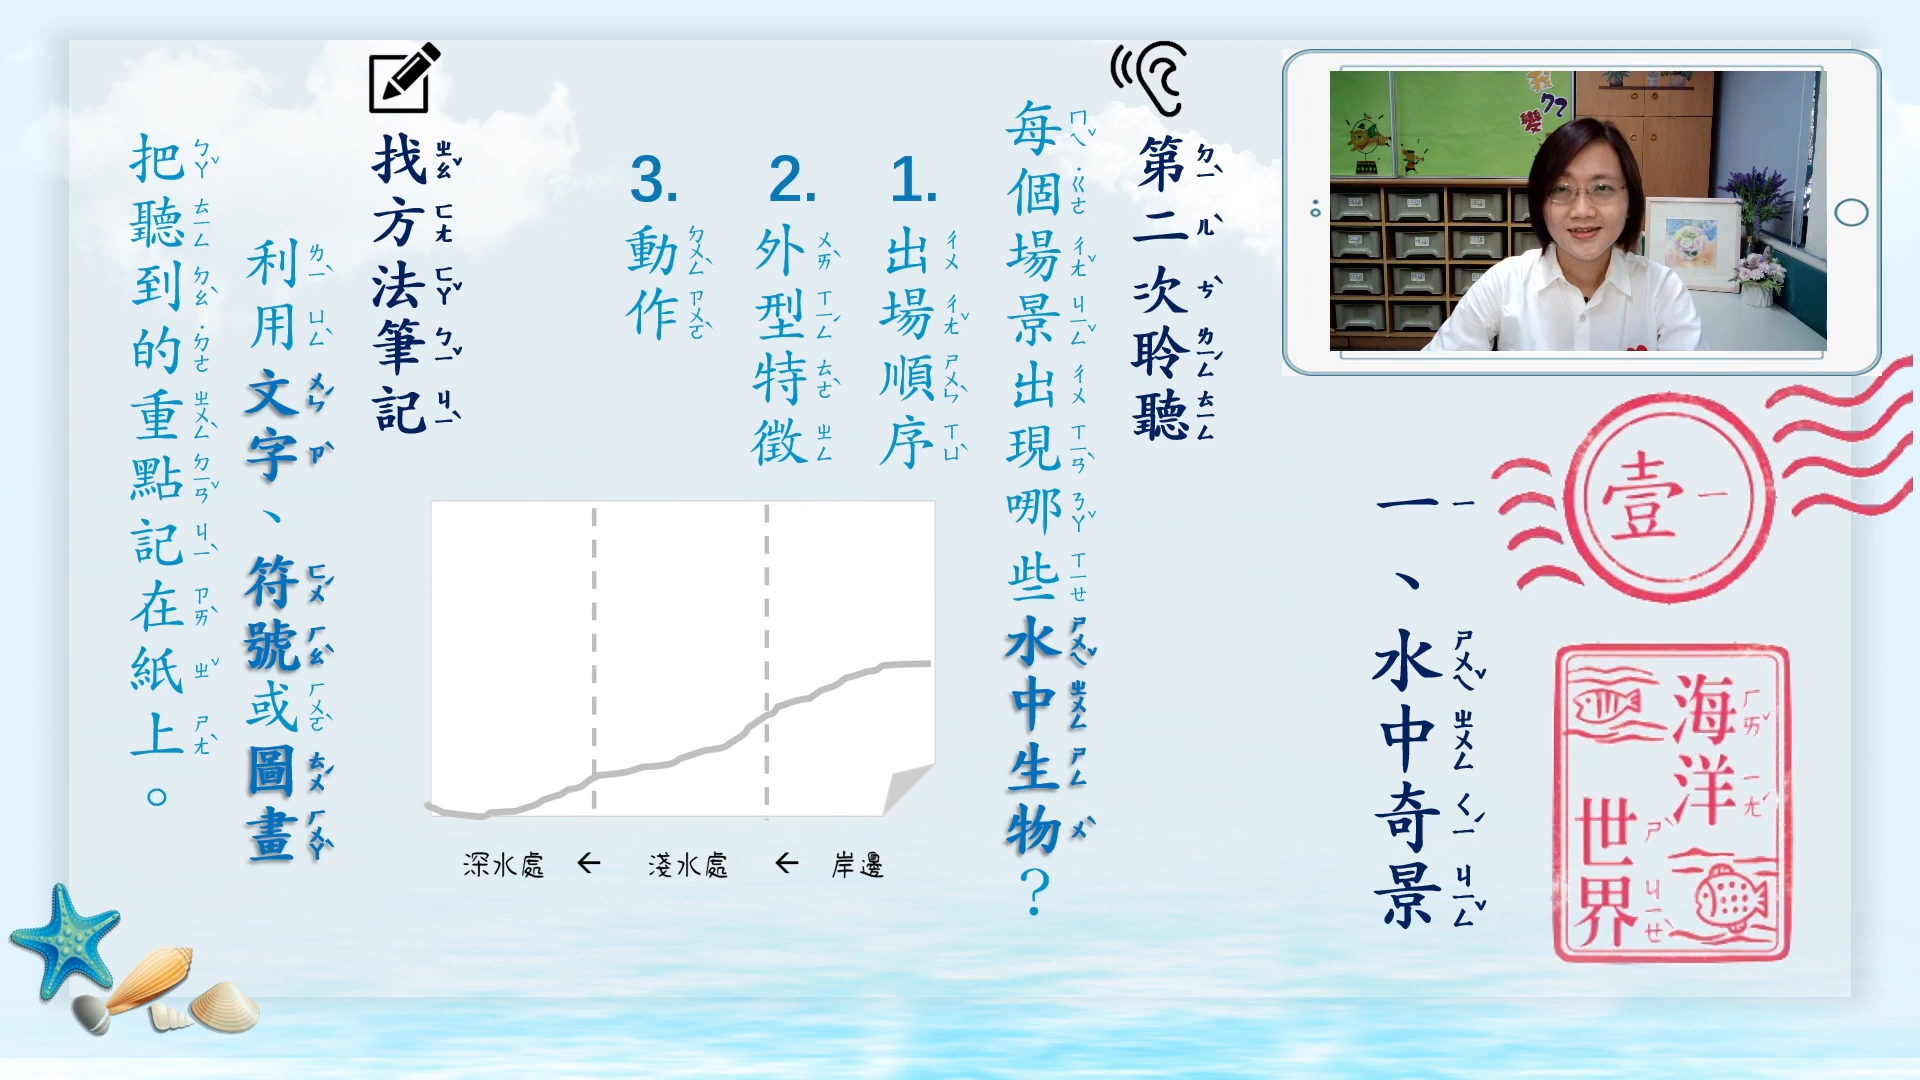 壹
海洋
世界
一、水中奇景
第二次聆聽
每個場景出現哪些水中生物？
1. 出場順序
2. 外型特徵
3. 動作
深水處 ← 淺水處 ← 岸邊
找方法筆記
利用文字、符號或圖畫
把聽到的重點記在紙上。